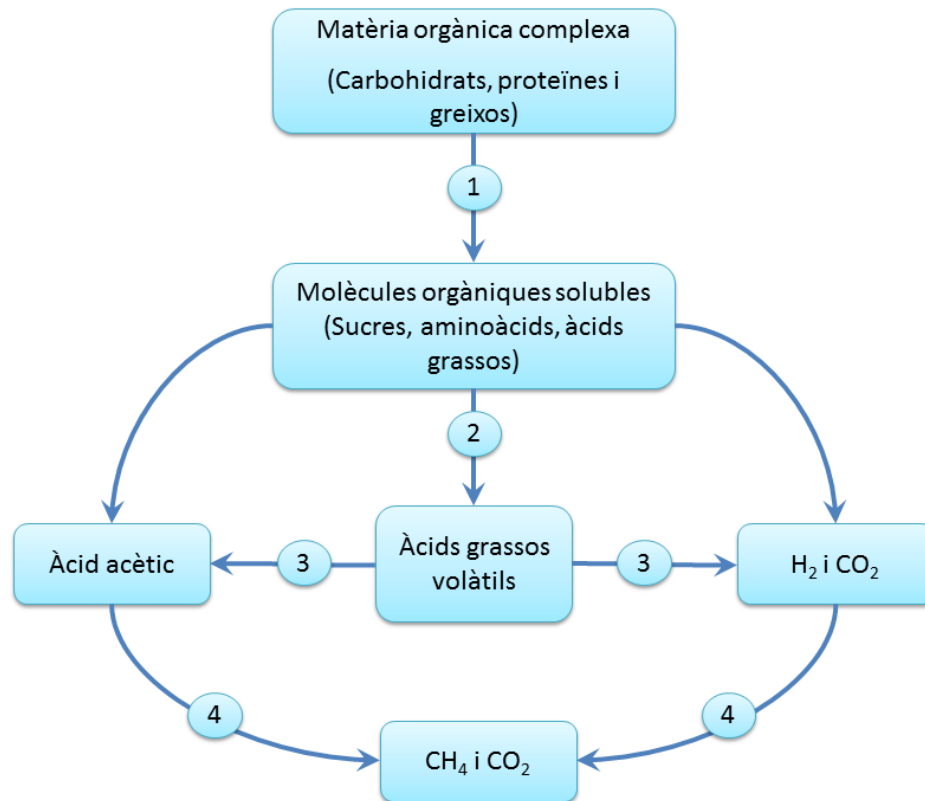 Matèria orgànica complexa
(Carbohidrats, proteïnes i
greixos)
1
Molècules orgàniques solubles
(Sucres, aminoàcids, àcids
grassos)
2
Àcid acètic
3
Àcids grassos
volàtils
3
H₂ i CO₂
4
4
CH₄ i CO₂